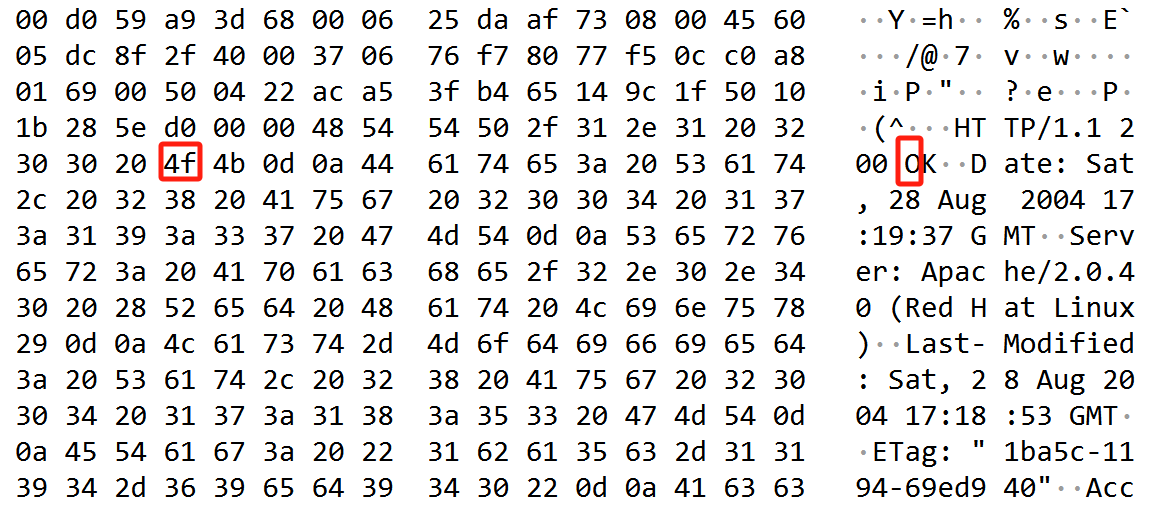 00 d0 59 a9 3d 68 00 06 25 da af 73 08 00 45 60 ··Y·=h·· %··s··E`
05 dc 8f 2f 40 00 37 06 76 f7 80 77 f5 0c c0 a8 ···/@·7· v··w····
01 69 00 50 04 22 ac a5 3f b4 65 14 9c 1f 50 10 ·i·P·"·· ?·e···P·
1b 28 5e d0 00 00 48 54 54 50 2f 31 2e 31 20 32 ·(^···HT TP/1.1 2
30 30 20 4f 4b 0d 0a 44 61 74 65 3a 20 53 61 74 00 OK··D ate: Sat
2c 20 32 38 20 41 75 67 20 32 30 30 34 20 31 37 , 28 Aug 2004 17
3a 31 39 3a 33 37 20 47 4d 54 0d 0a 53 65 72 76 :19:37 G MT··Serv
65 72 3a 20 41 70 61 63 68 65 2f 32 2e 30 2e 34 er: Apac he/2.0.4
30 20 28 52 65 64 20 48 61 74 20 4c 69 6e 75 78 0 (Red H at Linux
29 0d 0a 4c 61 73 74 2d 4d 6f 64 69 66 69 65 64 )··Last- Modified
3a 20 53 61 74 2c 20 32 38 20 41 75 67 20 32 30 : Sat, 2 8 Aug 20
30 34 20 31 37 3a 31 38 3a 35 33 20 47 4d 54 0d 04 17:18 :53 GMT·
0a 45 54 61 67 3a 20 22 31 62 61 35 63 2d 31 31 ·ETag: " 1ba5c-11
39 34 2d 36 39 65 64 39 34 30 22 0d 0a 41 63 63 94-69ed9 40"··Acc